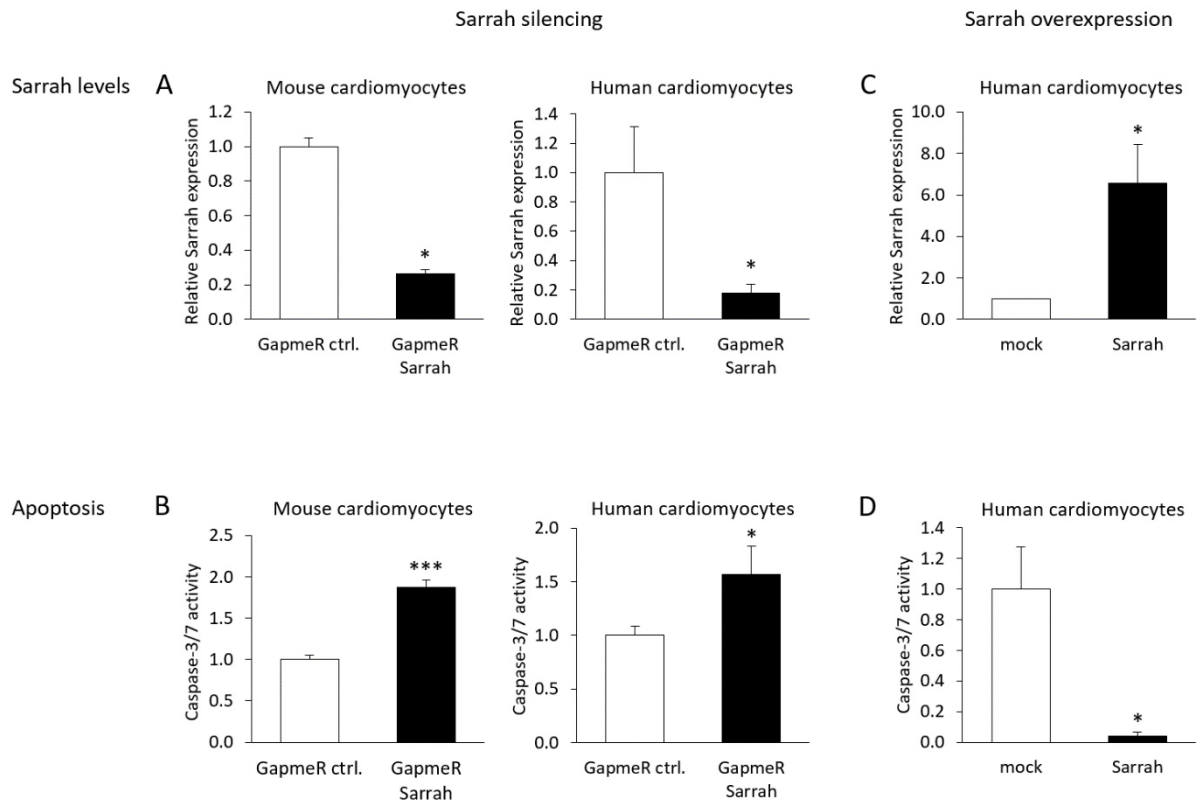 Sarrah silencing
Sarrah overexpression
Sarrah levels
A
Mouse cardiomyocytes
Relative Sarrah expression
1.2
1.0
0.8
0.6
0.4
0.2
0.0
*
GapmeR ctrl.
GapmeR
Sarrah
Human cardiomyocytes
Relative Sarrah expression
1.4
1.2
1.0
0.8
0.6
0.4
0.2
0.0
*
GapmeR ctrl.
GapmeR
Sarrah
C
Human cardiomyocytes
Relative Sarrah expressinon
10.0
8.0
6.0
4.0
2.0
0.0
*
mock
Sarrah
Apoptosis
B
Mouse cardiomyocytes
Caspase-3/7 activity
2.5
2.0
1.5
1.0
0.5
0.0
***
GapmeR ctrl.
GapmeR
Sarrah
Human cardiomyocytes
Caspase-3/7 activity
2.0
1.5
1.0
0.5
0.0
*
GapmeR ctrl.
GapmeR
Sarrah
D
Human cardiomyocytes
Caspase-3/7 activity
1.4
1.2
1.0
0.8
0.6
0.4
0.2
0.0
*
mock
Sarrah